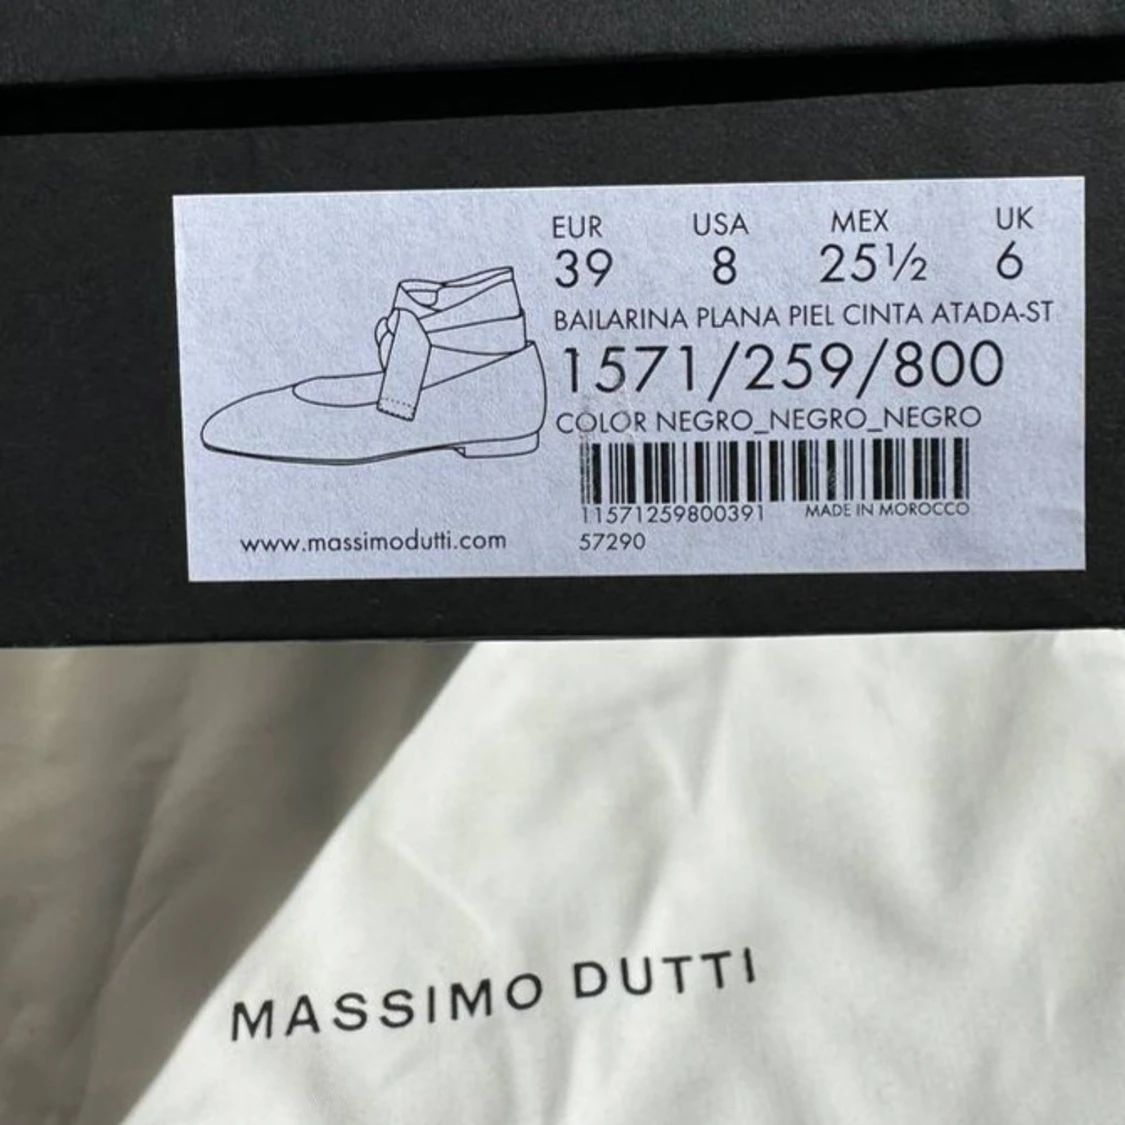 EUR USA MEX UK
39 8 25½ 6
BAILARINA PLANA PIEL CINTA ATADA-ST
1571/259/800
COLOR NEGRO_NEGRO_NEGRO
11571259800391 MADE IN MOROCCO
www.massimodutti.com 57290
MASSIMO DUTTI